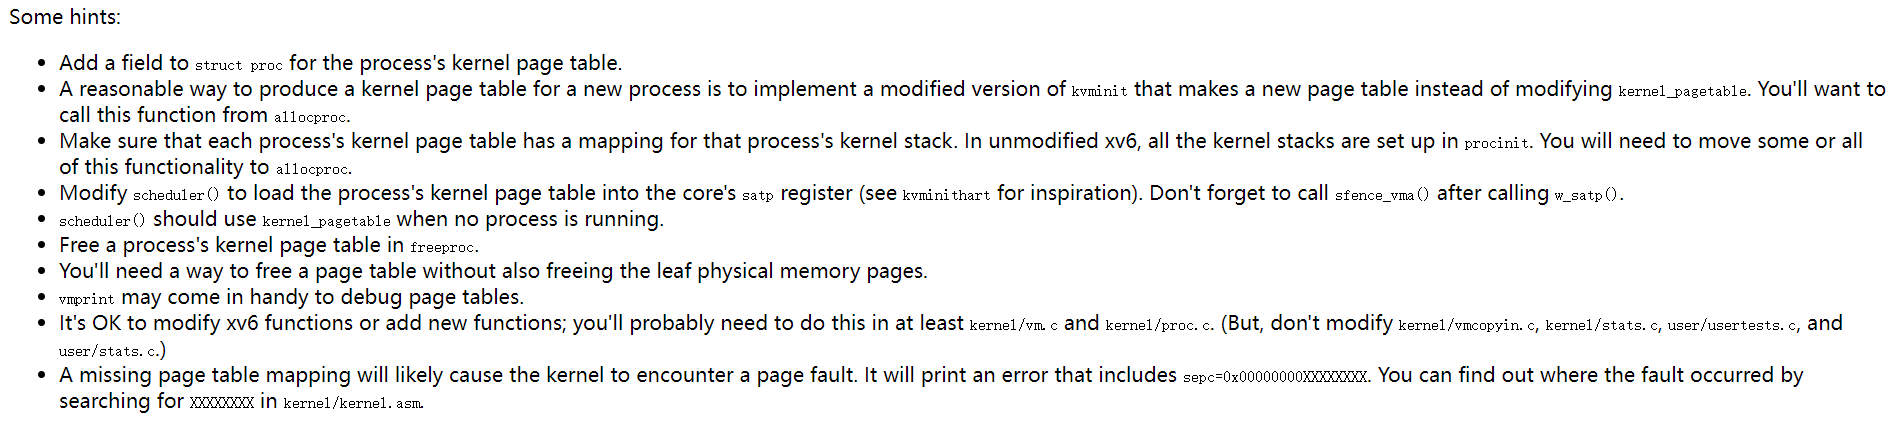 Some hints:
• Add a field to struct proc for the process's kernel page table.
• A reasonable way to produce a kernel page table for a new process is to implement a modified version of kvminit that makes a new page table instead of modifying kernel_pagetable. You'll want to
call this function from allocproc.
• Make sure that each process's kernel page table has a mapping for that process's kernel stack. In unmodified xv6, all the kernel stacks are set up in procinit. You will need to move some or all
of this functionality to allocproc.
• Modify scheduler() to load the process's kernel page table into the core's satp register (see kvminithart for inspiration). Don't forget to call sfence_vma() after calling w_satp().
• scheduler() should use kernel_pagetable when no process is running.
• Free a process's kernel page table in freeproc.
• You'll need a way to free a page table without also freeing the leaf physical memory pages.
• vmprint may come in handy to debug page tables.
• It's OK to modify xv6 functions or add new functions; you'll probably need to do this in at least kernel/vm.c and kernel/proc.c. (But, don't modify kernel/vmcopyin.c, kernel/stats.c, user/usertests.c, and
user/stats.c.)
• A missing page table mapping will likely cause the kernel to encounter a page fault. It will print an error that includes sepc=0x00000000XXXXXXXX. You can find out where the fault occurred by
searching for XXXXXXXX in kernel/kernel.asm.